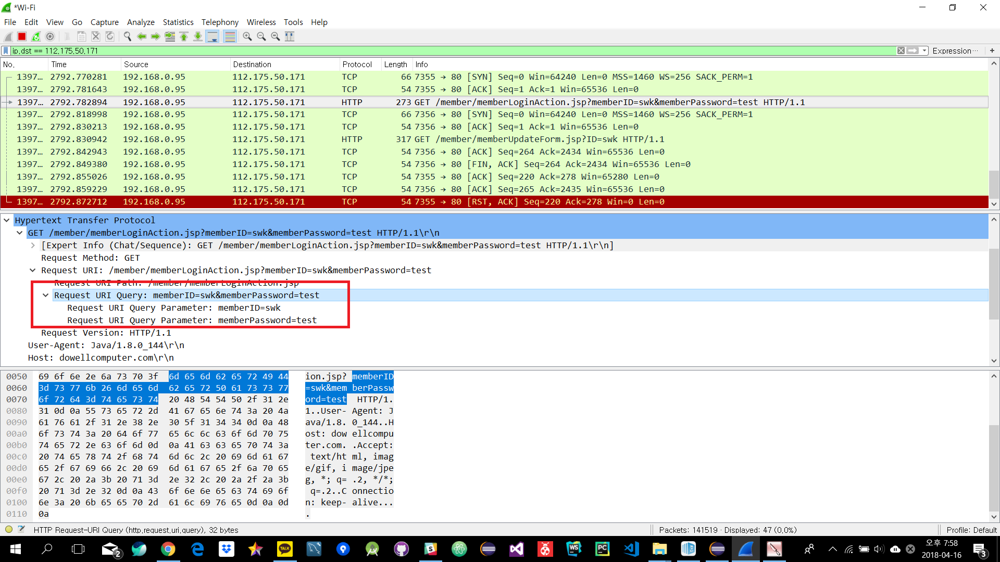 *Wi-Fi
File Edit View Go Capture Analyze Statistics Telephony Wireless Tools Help
ip.dst == 112.175.50.171 Expression… +
No. Time Source Destination Protocol Length Info
1397… 2792.770281 192.168.0.95 112.175.50.171 TCP 66 7355 → 80 [SYN] Seq=0 Win=64240 Len=0 MSS=1460 WS=256 SACK_PERM=1
1397… 2792.781643 192.168.0.95 112.175.50.171 TCP 54 7355 → 80 [ACK] Seq=1 Ack=1 Win=65536 Len=0
1397… 2792.782894 192.168.0.95 112.175.50.171 HTTP 273 GET /member/memberLoginAction.jsp?memberID=swk&memberPassword=test HTTP/1.1
1397… 2792.818998 192.168.0.95 112.175.50.171 TCP 66 7356 → 80 [SYN] Seq=0 Win=64240 Len=0 MSS=1460 WS=256 SACK_PERM=1
1397… 2792.830213 192.168.0.95 112.175.50.171 TCP 54 7356 → 80 [ACK] Seq=1 Ack=1 Win=65536 Len=0
1397… 2792.830942 192.168.0.95 112.175.50.171 HTTP 317 GET /member/memberUpdateForm.jsp?ID=swk HTTP/1.1
1397… 2792.842943 192.168.0.95 112.175.50.171 TCP 54 7356 → 80 [ACK] Seq=264 Ack=2434 Win=65536 Len=0
1397… 2792.849380 192.168.0.95 112.175.50.171 TCP 54 7356 → 80 [FIN, ACK] Seq=264 Ack=2434 Win=65536 Len=0
1397… 2792.855026 192.168.0.95 112.175.50.171 TCP 54 7355 → 80 [ACK] Seq=220 Ack=278 Win=65280 Len=0
1397… 2792.859229 192.168.0.95 112.175.50.171 TCP 54 7356 → 80 [ACK] Seq=265 Ack=2435 Win=65536 Len=0
1397… 2792.872712 192.168.0.95 112.175.50.171 TCP 54 7355 → 80 [RST, ACK] Seq=220 Ack=278 Win=0 Len=0
Hypertext Transfer Protocol
GET /member/memberLoginAction.jsp?memberID=swk&memberPassword=test HTTP/1.1\r\n
[Expert Info (Chat/Sequence): GET /member/memberLoginAction.jsp?memberID=swk&memberPassword=test HTTP/1.1\r\n]
Request Method: GET
Request URI: /member/memberLoginAction.jsp?memberID=swk&memberPassword=test
Request URI Path: /member/memberLoginAction.jsp
Request URI Query: memberID=swk&memberPassword=test
Request URI Query Parameter: memberID=swk
Request URI Query Parameter: memberPassword=test
Request Version: HTTP/1.1
User-Agent: Java/1.8.0_144\r\n
Host: dowellcomputer.com\r\n
0050 69 6f 6e 2e 6a 73 70 3f 6d 65 6d 62 65 72 49 44 ion.jsp? memberID
0060 3d 73 77 6b 26 6d 65 6d 62 65 72 50 61 73 73 77 =swk&mem berPassw
0070 6f 72 64 3d 74 65 73 74 20 48 54 54 50 2f 31 2e ord=test HTTP/1.
0080 31 0d 0a 55 73 65 72 2d 41 67 65 6e 74 3a 20 4a 1..User- Agent: J
0090 61 76 61 2f 31 2e 38 2e 30 5f 31 34 34 0d 0a 48 ava/1.8. 0_144..H
00a0 6f 73 74 3a 20 64 6f 77 65 6c 6c 63 6f 6d 70 75 ost: dow ellcompu
00b0 74 65 72 2e 63 6f 6d 0d 0a 41 63 63 65 70 74 3a ter.com. .Accept:
00c0 20 74 65 78 74 2f 68 74 6d 6c 2c 20 69 6d 61 67 text/ht ml, imag
00d0 65 2f 67 69 66 2c 20 69 6d 61 67 65 2f 6a 70 65 e/gif, i mage/jpe
00e0 67 2c 20 2a 3b 20 71 3d 2e 32 2c 20 2a 2f 2a 3b g, *; q= .2, */*;
00f0 20 71 3d 2e 32 0d 0a 43 6f 6e 6e 65 63 74 69 6f q=.2..C onnectio
0100 6e 3a 20 6b 65 65 70 2d 61 6c 69 76 65 0d 0a 0d n: keep- alive...
0110 0a .
HTTP Request-URI Query (http.request.uri.query), 32 bytes Packets: 141519 · Displayed: 47 (0.0%) Profile: Default
2 TALK WS PC 오후 7:58
2018-04-16 3